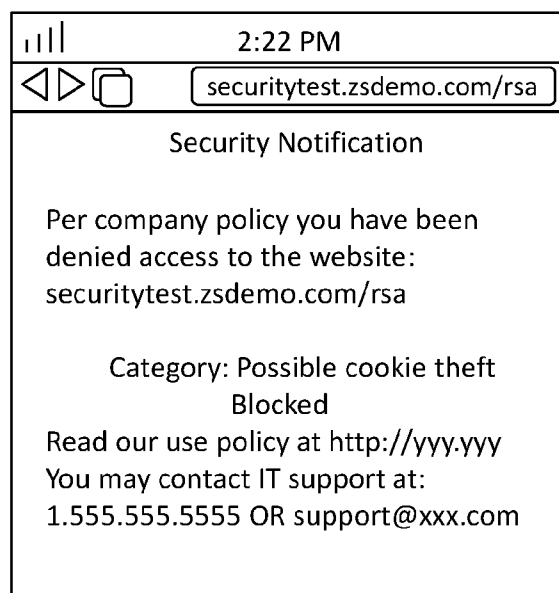 2:22 PM
securitytest.zsdemo.com/rsa
Security Notification
Per company policy you have been
denied access to the website:
securitytest.zsdemo.com/rsa
Category: Possible cookie theft
Blocked
Read our use policy at http://yyy.yyy
You may contact IT support at:
1.555.555.5555 OR support@xxx.com